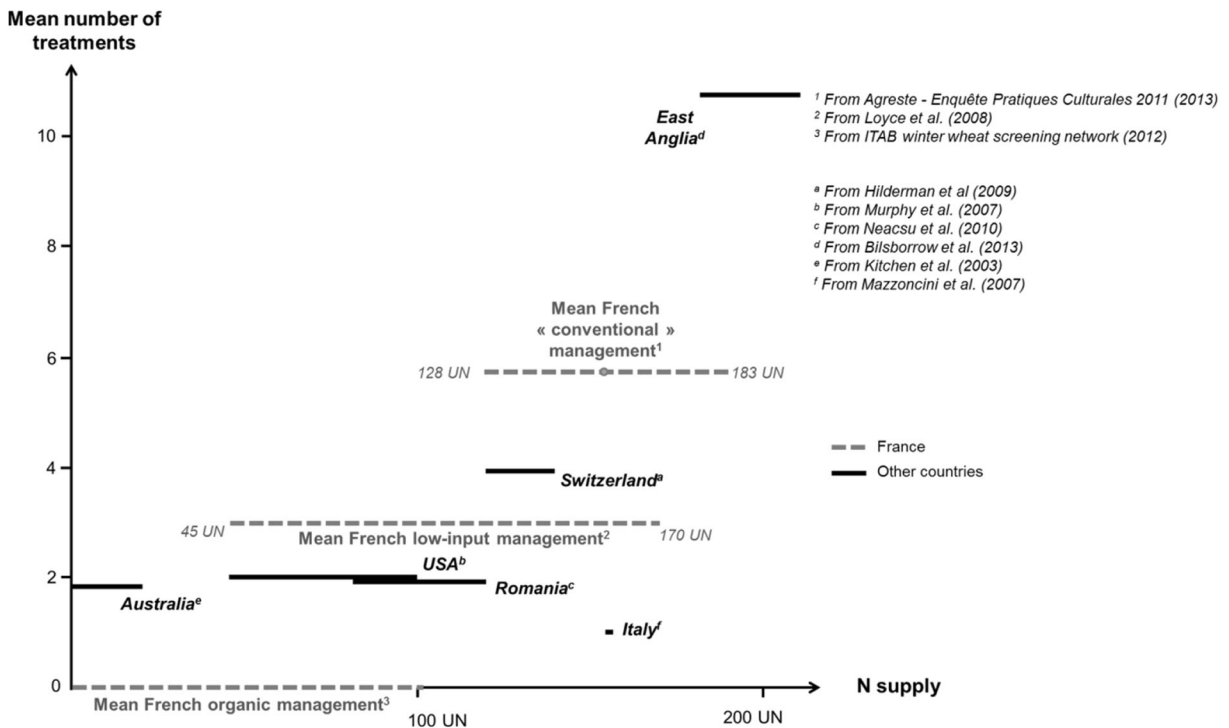 Mean number of
treatments
10
8
6
4
2
0
East
Anglia^d
¹ From Agreste - Enquête Pratiques Culturales 2011 (2013)
² From Loyce et al. (2008)
³ From ITAB winter wheat screening network (2012)
ᵃ From Hilderman et al (2009)
ᵇ From Murphy et al. (2007)
ᶜ From Neacsu et al. (2010)
ᵈ From Bilsborrow et al. (2013)
ᵉ From Kitchen et al. (2003)
ᶠ From Mazzoncini et al. (2007)
Mean French
« conventional »
management¹
128 UN
183 UN
France
Other countries
Switzerlandᵃ
45 UN
Mean French low-input management²
170 UN
USAᵇ
Romaniaᶜ
Australiaᵉ
Italyᶠ
Mean French organic management³
100 UN
200 UN
N supply